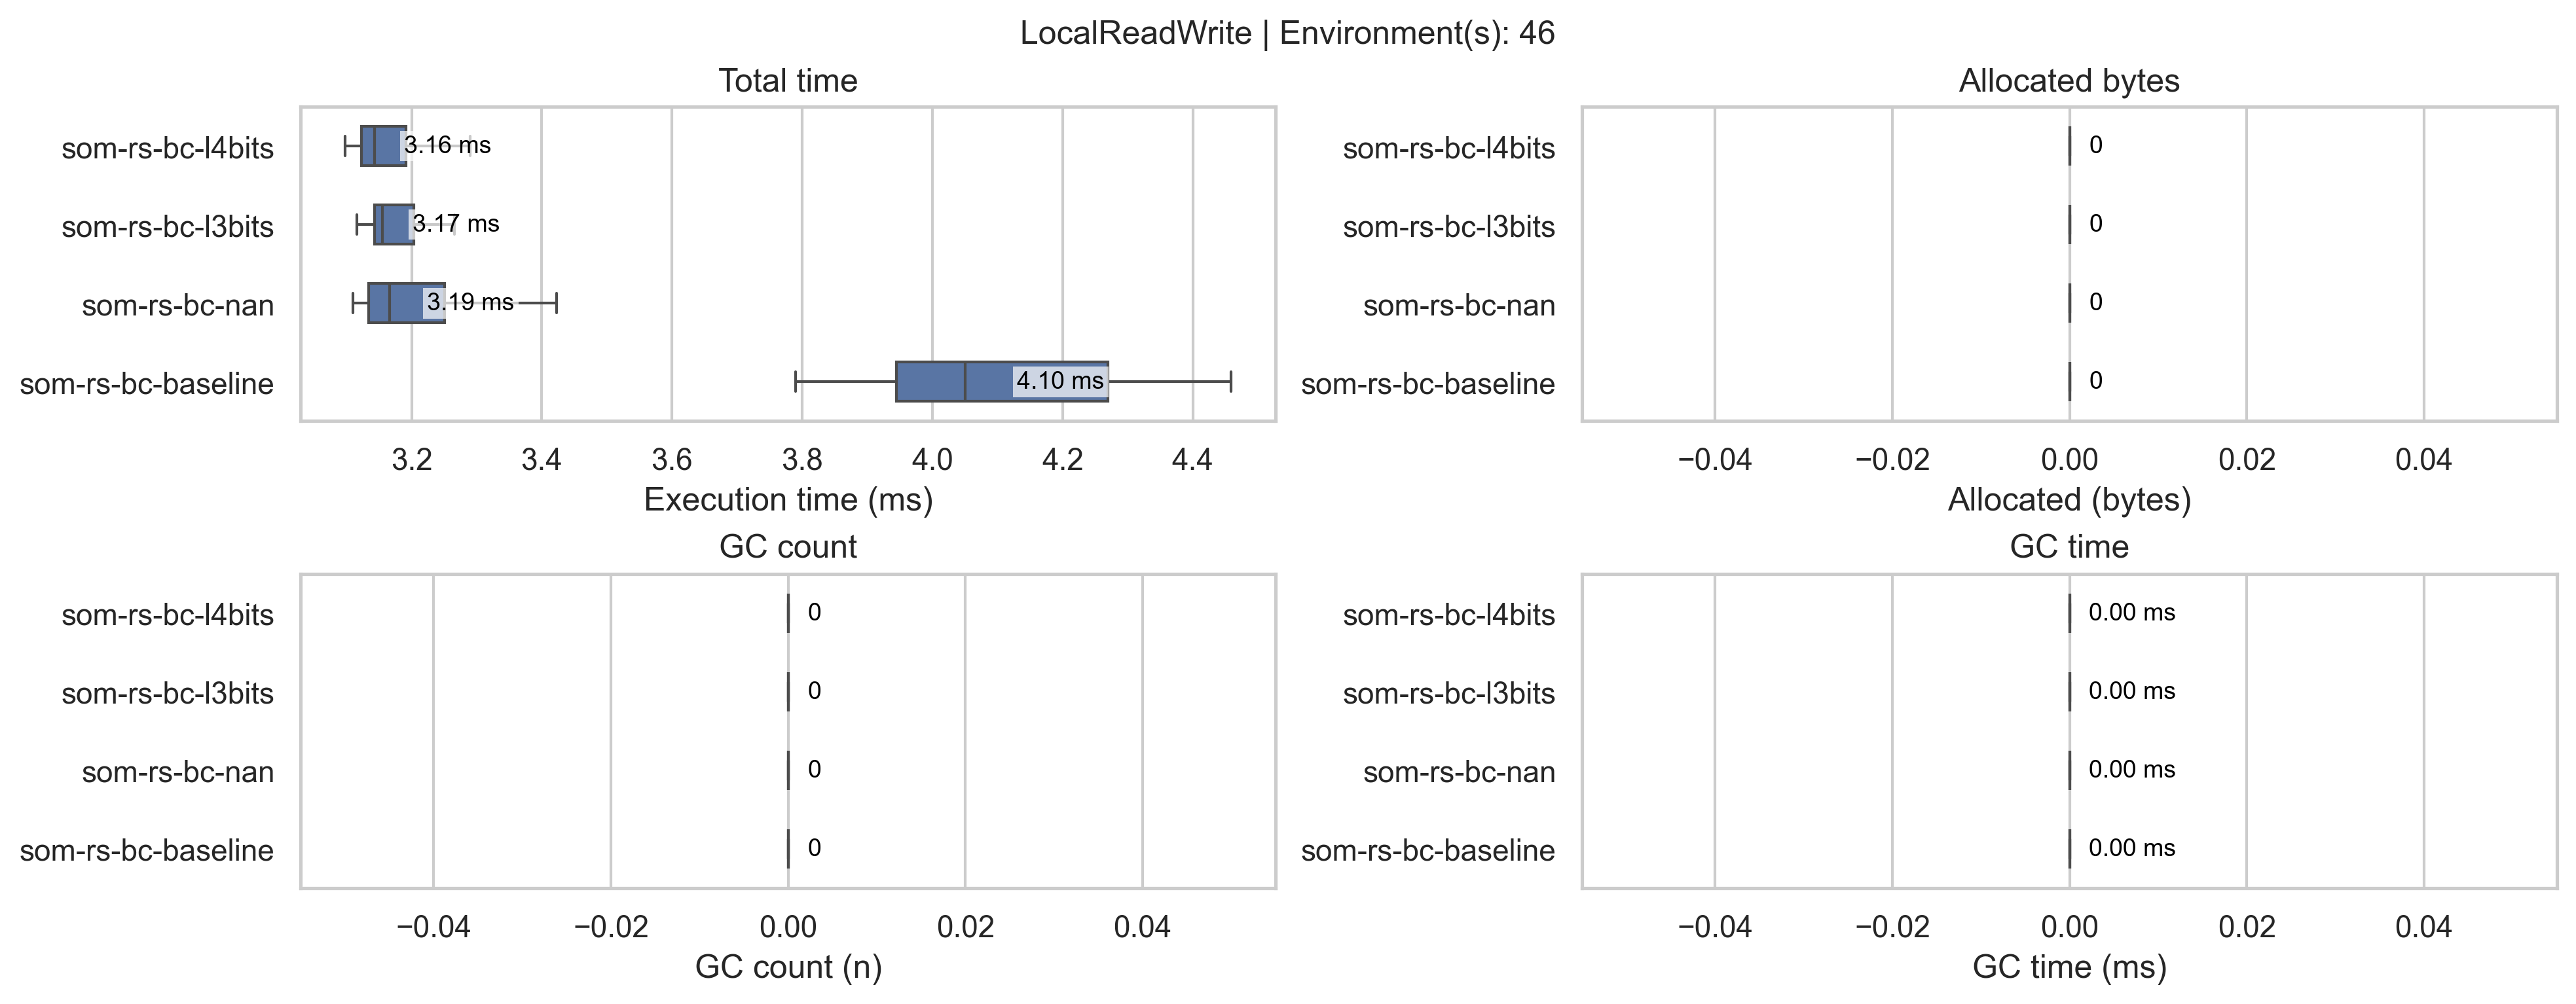 LocalReadWrite | Environment(s): 46
Total time
som-rs-bc-l4bits
3.16 ms
som-rs-bc-l3bits
3.17 ms
som-rs-bc-nan
3.19 ms
som-rs-bc-baseline
4.10 ms
3.2 3.4 3.6 3.8 4.0 4.2 4.4
Execution time (ms)
Allocated bytes
som-rs-bc-l4bits
0
som-rs-bc-l3bits
0
som-rs-bc-nan
0
som-rs-bc-baseline
0
−0.04 −0.02 0.00 0.02 0.04
Allocated (bytes)
GC count
som-rs-bc-l4bits
0
som-rs-bc-l3bits
0
som-rs-bc-nan
0
som-rs-bc-baseline
0
−0.04 −0.02 0.00 0.02 0.04
GC count (n)
GC time
som-rs-bc-l4bits
0.00 ms
som-rs-bc-l3bits
0.00 ms
som-rs-bc-nan
0.00 ms
som-rs-bc-baseline
0.00 ms
−0.04 −0.02 0.00 0.02 0.04
GC time (ms)